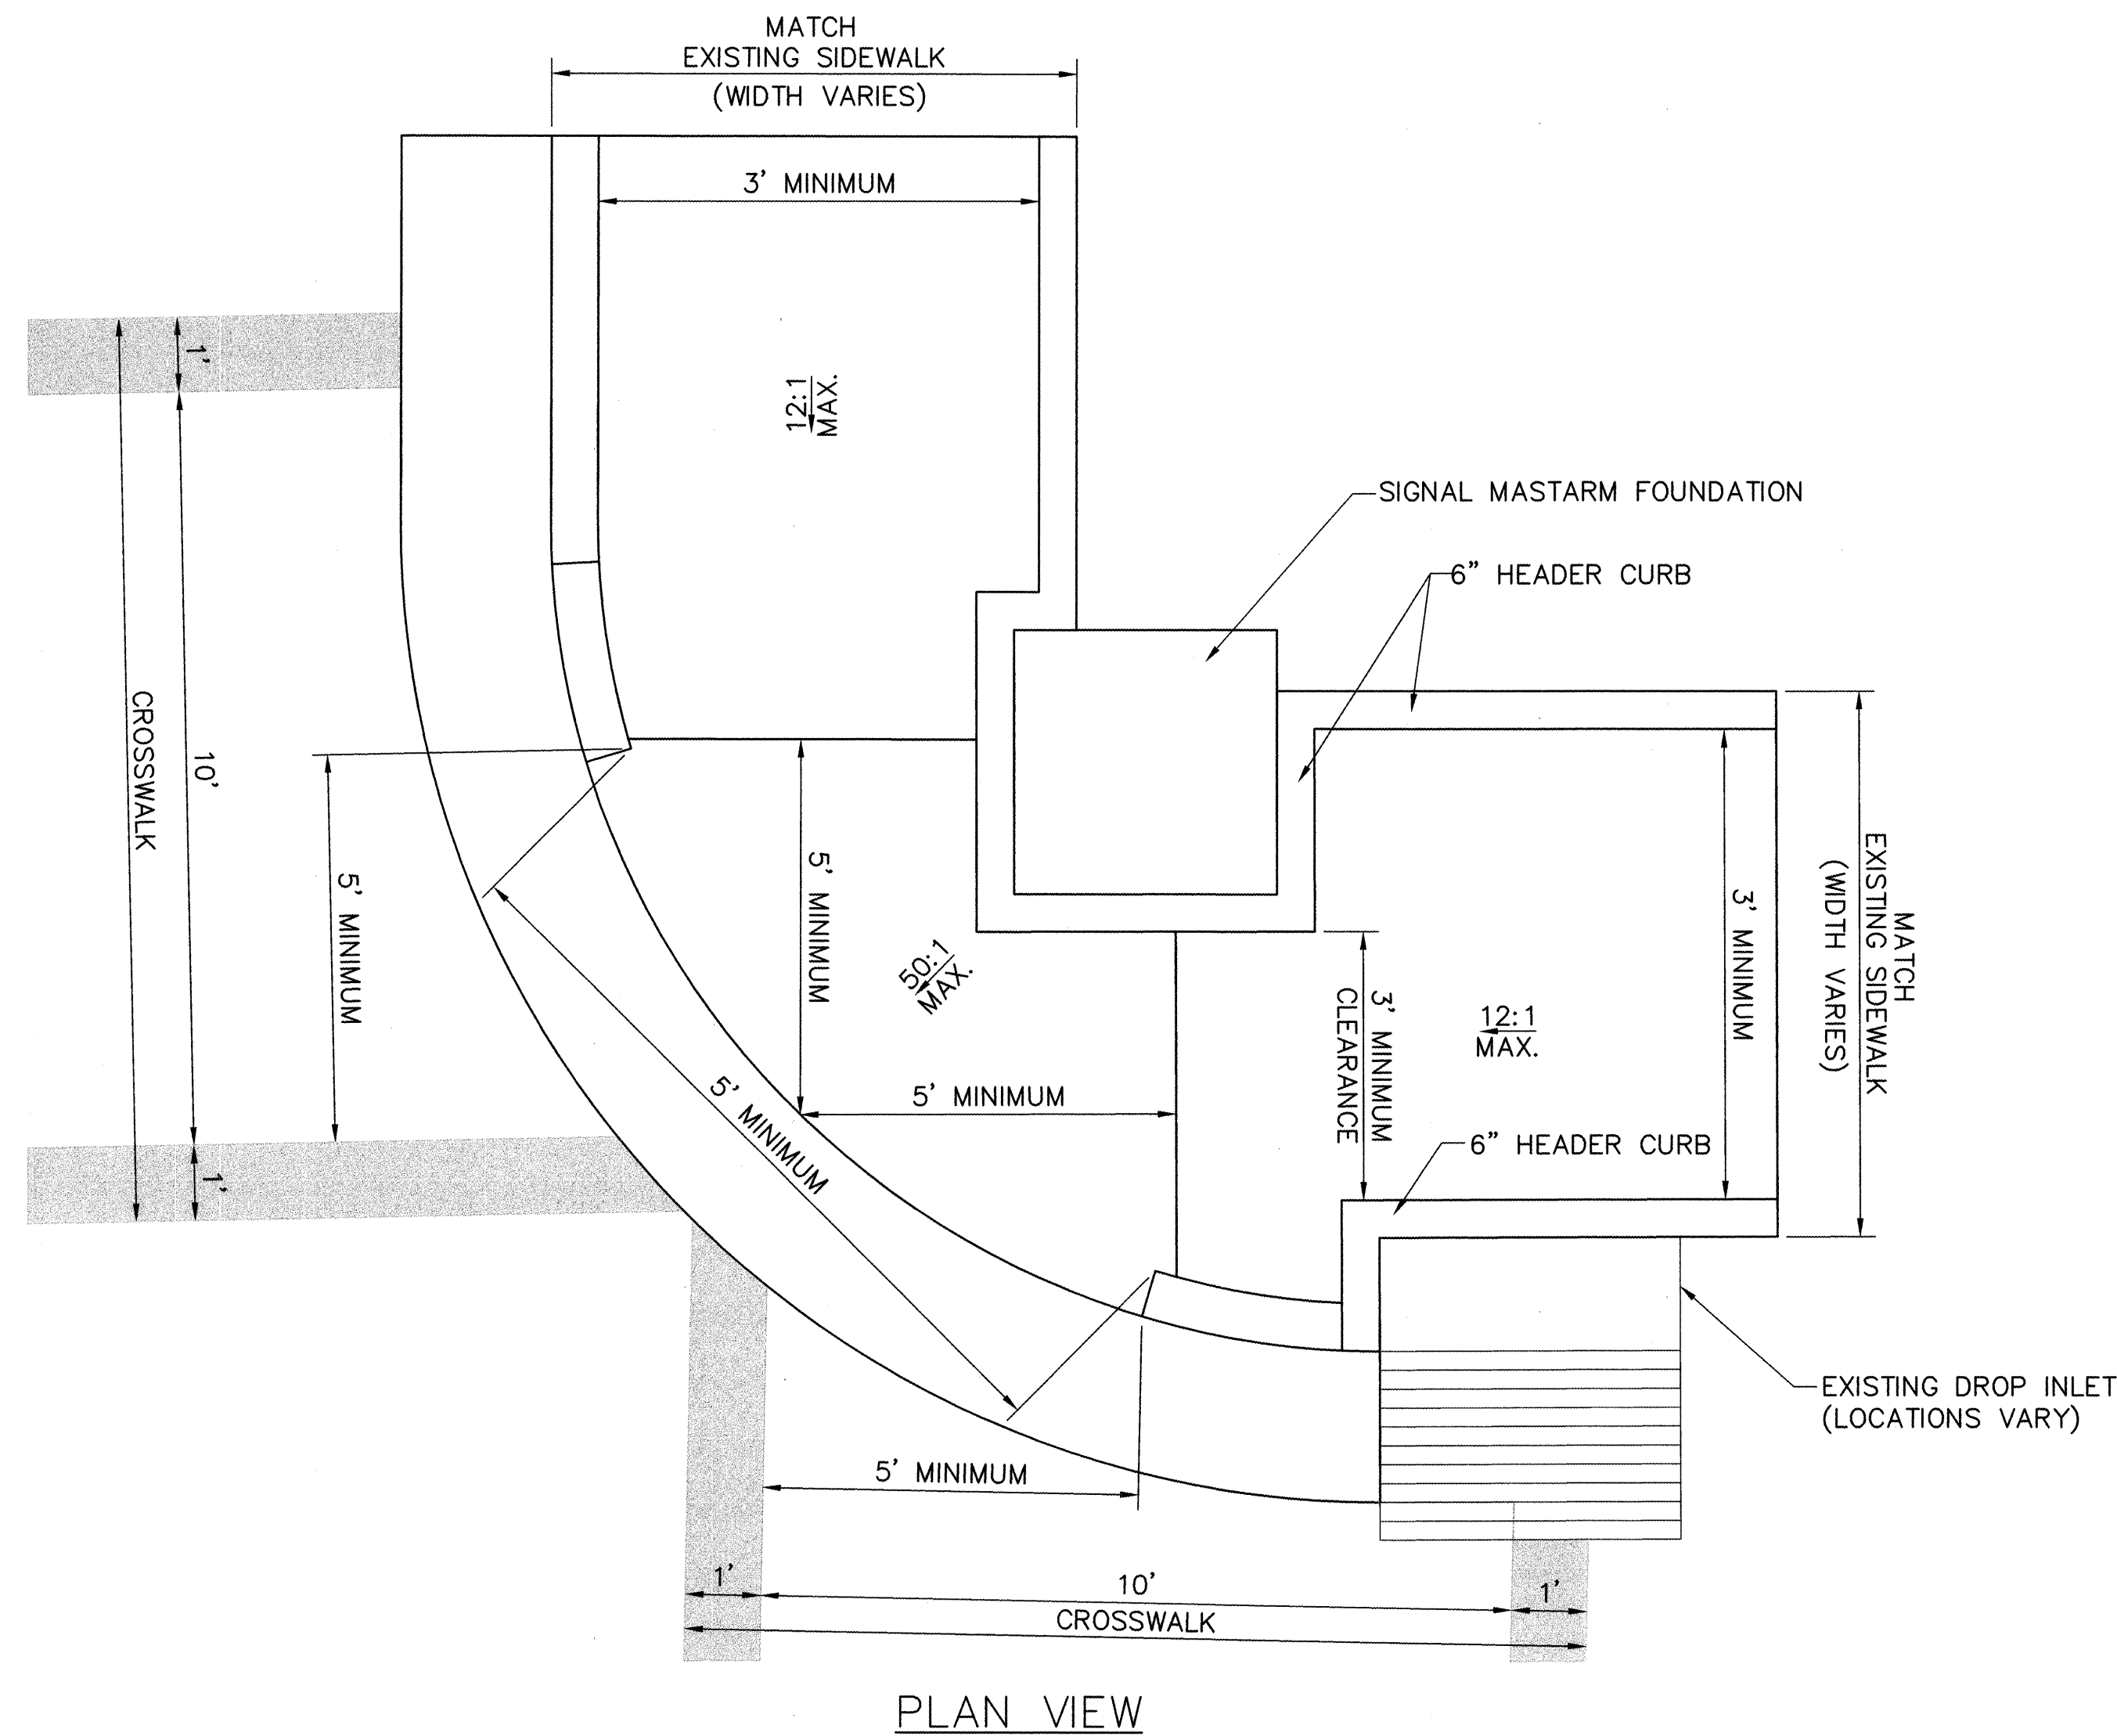 MATCH
EXISTING SIDEWALK
(WIDTH VARIES)
3' MINIMUM
1'
12:1
MAX.
SIGNAL MASTARM FOUNDATION
6" HEADER CURB
CROSSWALK
10'
5' MINIMUM
5' MINIMUM
50:1
MAX.
3' MINIMUM
CLEARANCE
12:1
MAX.
3' MINIMUM
MATCH
EXISTING SIDEWALK
(WIDTH VARIES)
5' MINIMUM
5' MINIMUM
6" HEADER CURB
1'
EXISTING DROP INLET
(LOCATIONS VARY)
5' MINIMUM
1'
10'
1'
CROSSWALK
PLAN VIEW